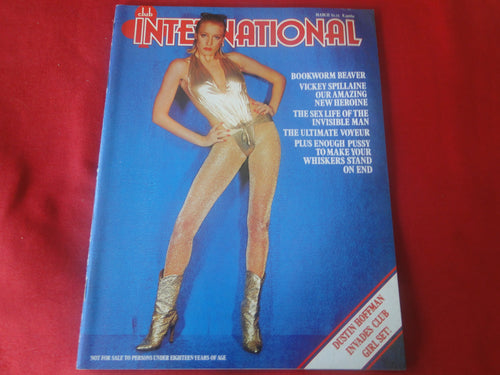 club
INTERNATIONAL
MARCH
BOOKWORM BEAVER
VICKEY SPILLAINE
OUR AMAZING
NEW HEROINE
THE SEX LIFE OF THE
INVISIBLE MAN
THE ULTIMATE VOYEUR
PLUS ENOUGH PUSSY
TO MAKE YOUR
WHISKERS STAND
ON END
DUSTIN HOFFMAN
INVADES CLUB
GIRL SET!
NOT FOR SALE TO PERSONS UNDER EIGHTEEN YEARS OF AGE